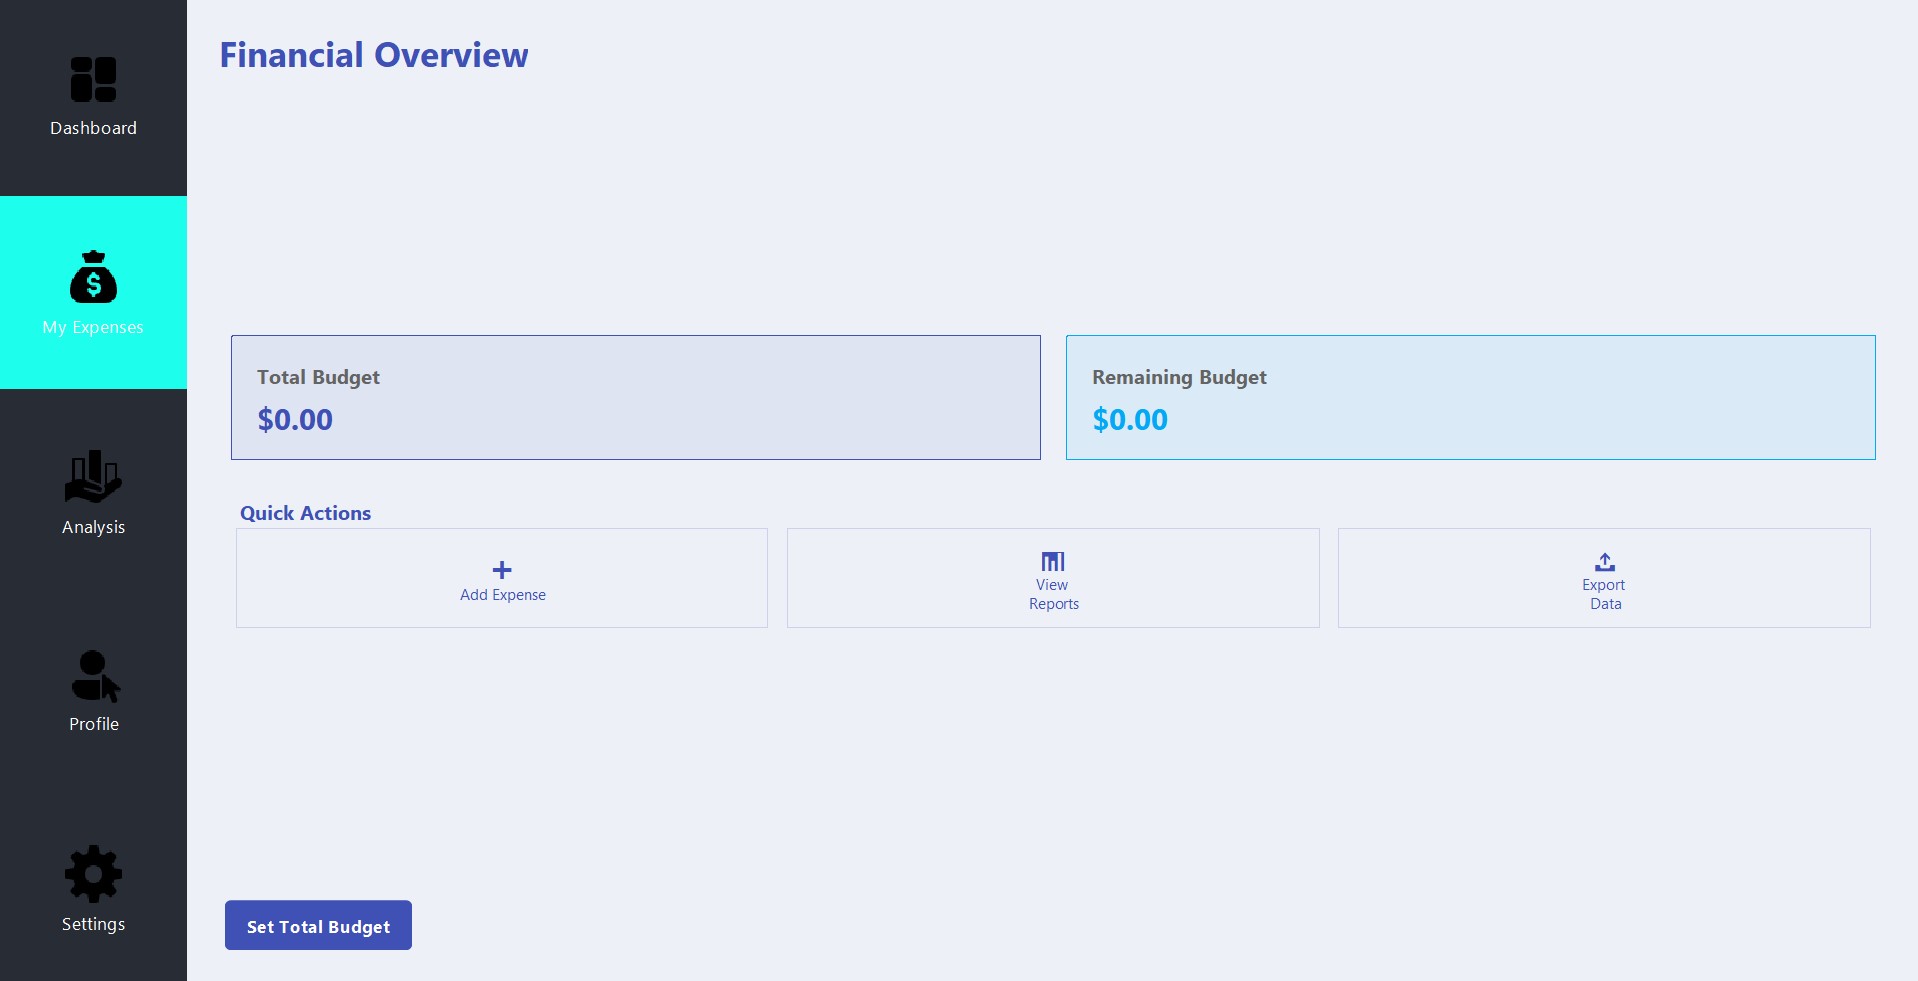 Dashboard
My Expenses
Analysis
Profile
Settings
Financial Overview
Total Budget
$0.00
Remaining Budget
$0.00
Quick Actions
Add Expense
View
Reports
Export
Data
Set Total Budget